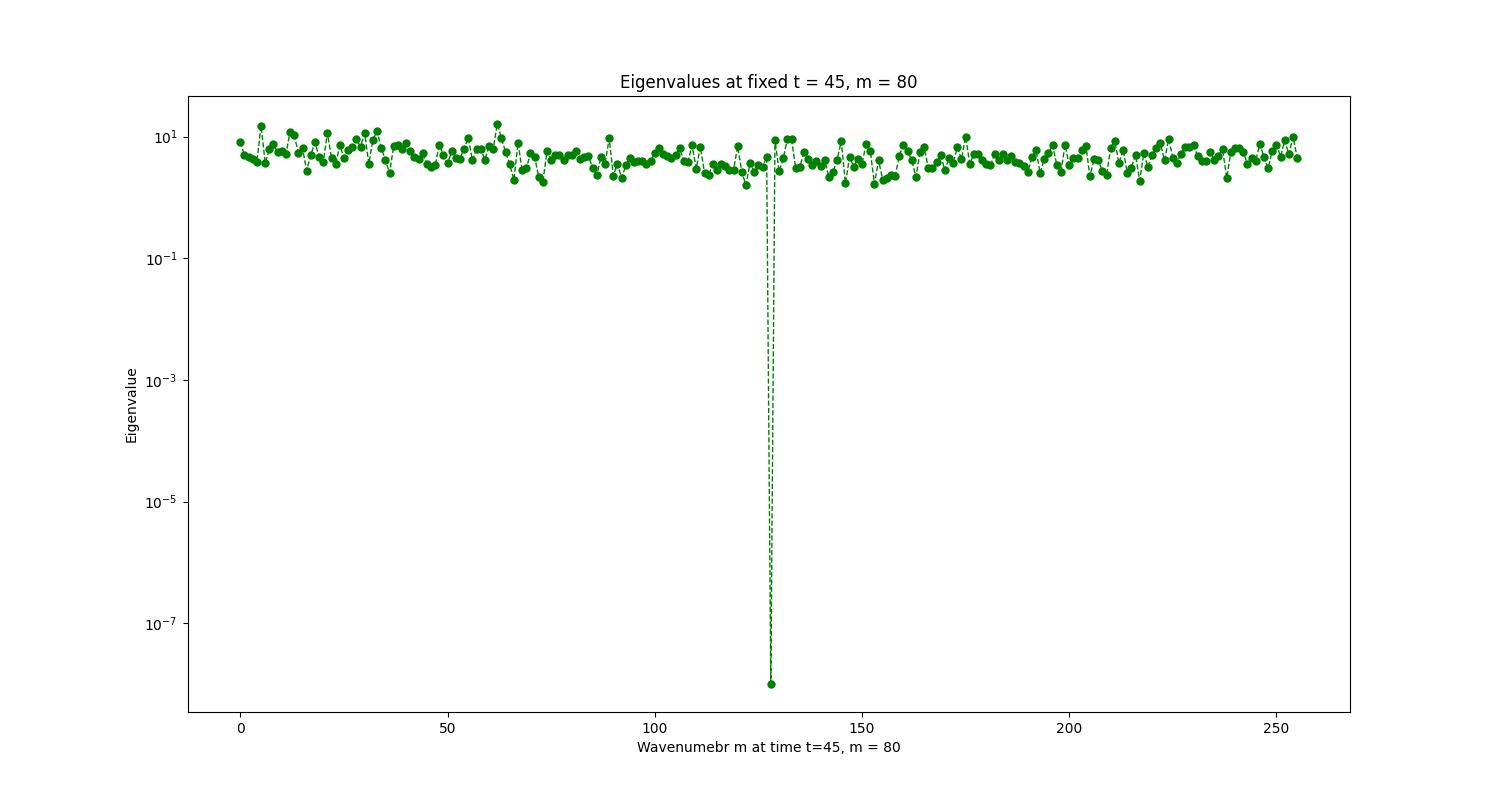 Eigenvalues at fixed t = 45, m = 80
Eigenvalue
10¹
10⁻¹
10⁻³
10⁻⁵
10⁻⁷
0 50 100 150 200 250
Wavenumebr m at time t=45, m = 80